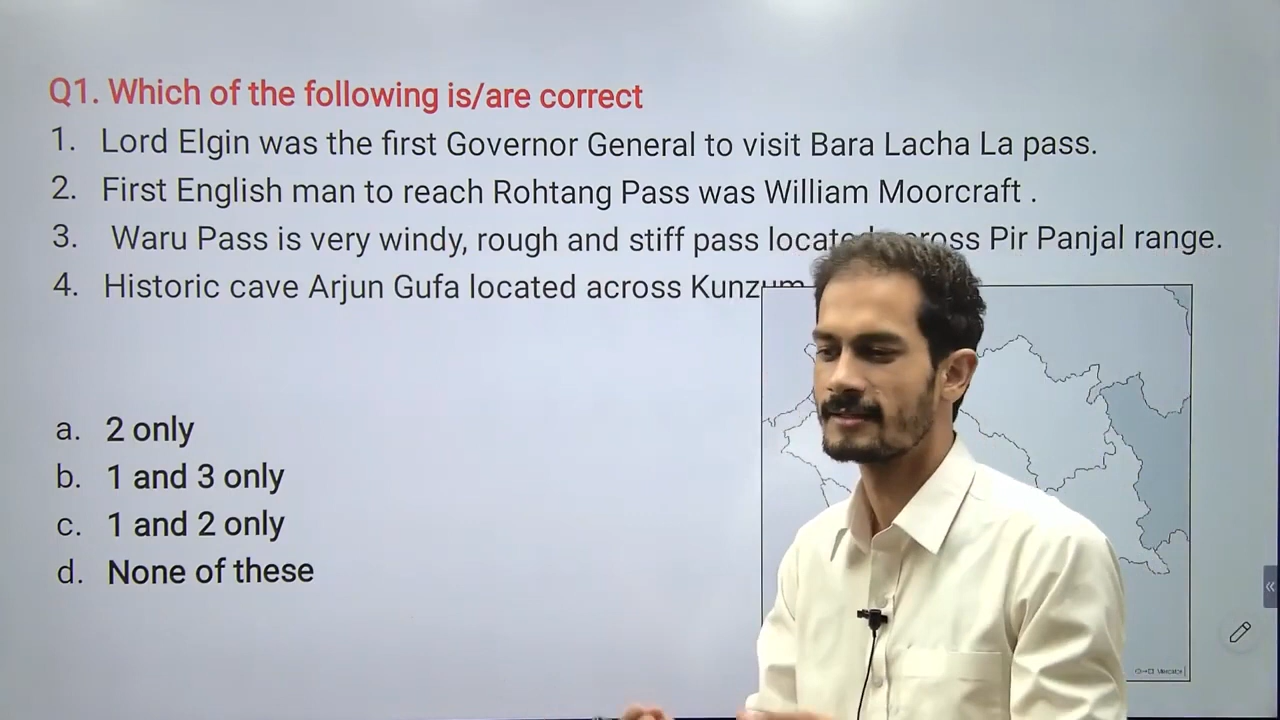 Q1. Which of the following is/are correct
1. Lord Elgin was the first Governor General to visit Bara Lacha La pass.
2. First English man to reach Rohtang Pass was William Moorcraft .
3. Waru Pass is very windy, rough and stiff pass located across Pir Panjal range.
4. Historic cave Arjun Gufa located across Kunzum
a. 2 only
b. 1 and 3 only
c. 1 and 2 only
d. None of these